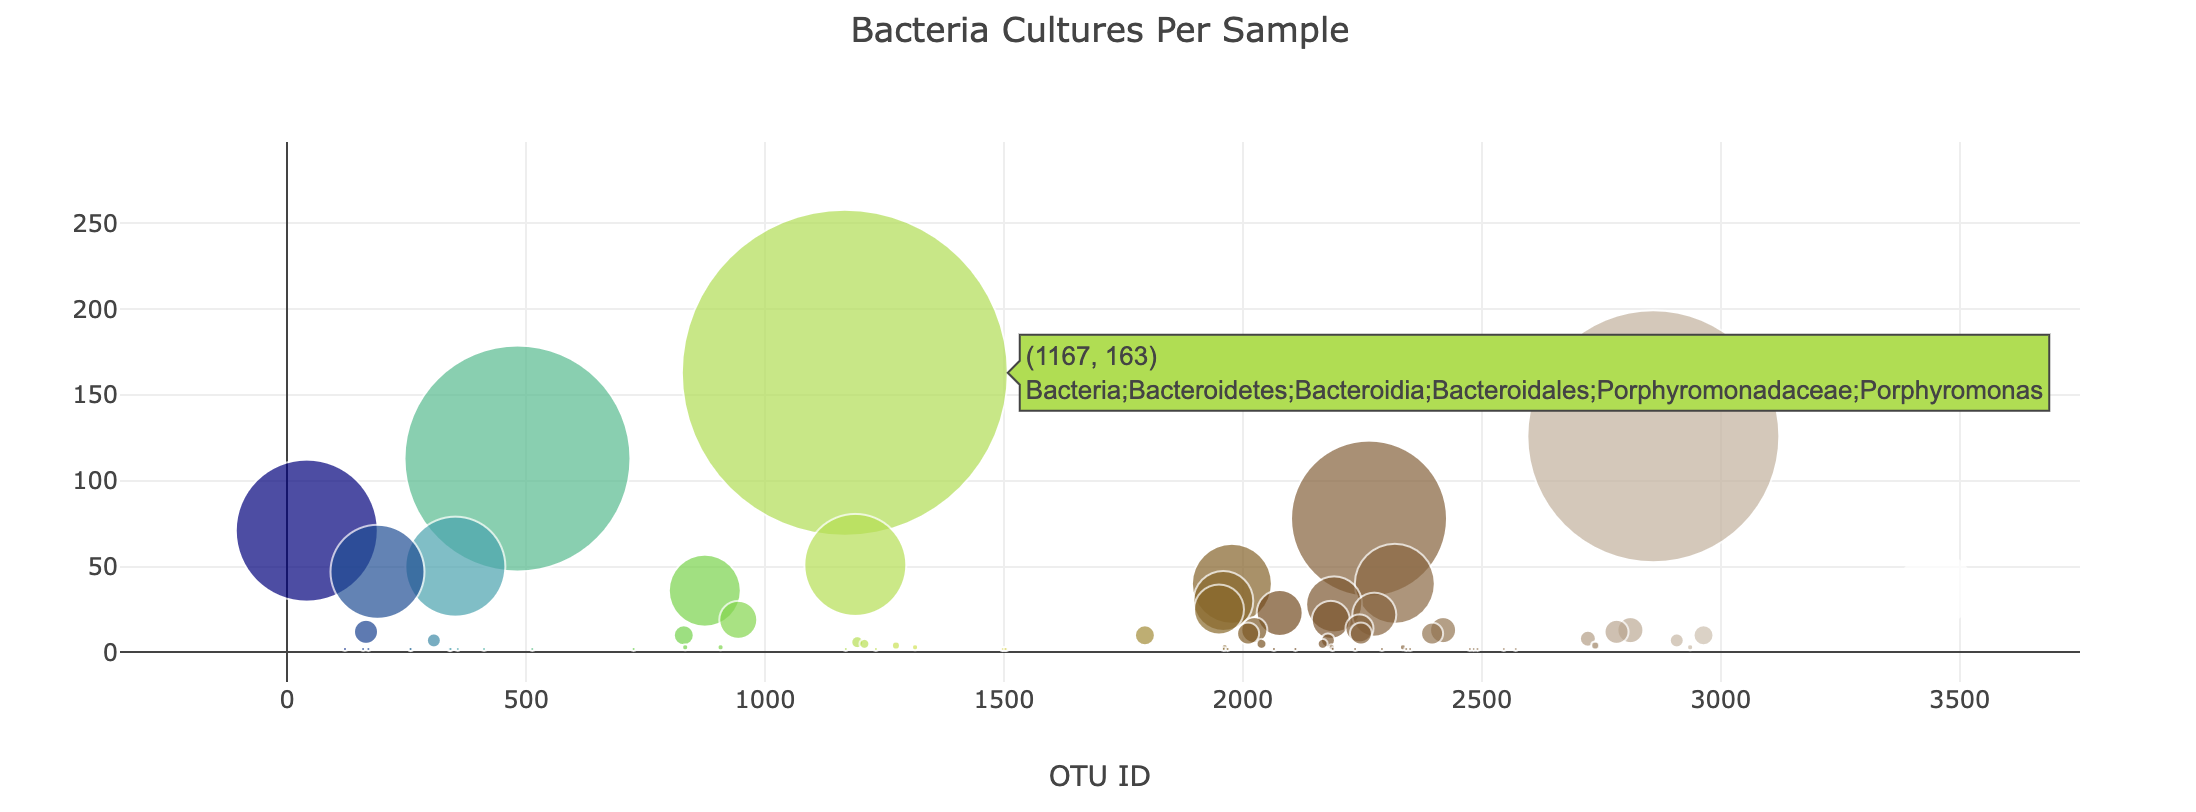 Bacteria Cultures Per Sample
250
200
(1167, 163)
Bacteria;Bacteroidetes;Bacteroidia;Bacteroidales;Porphyromonadaceae;Porphyromonas
150
100
50
0
0 500 1000 1500 2000 2500 3000 3500
OTU ID